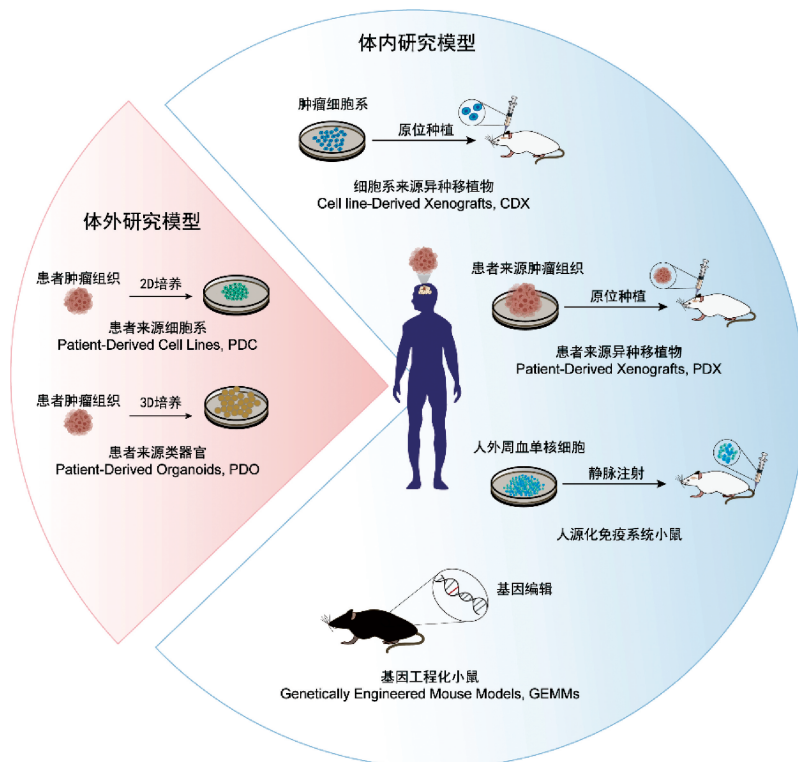 体内研究模型
肿瘤细胞系
原位种植
细胞系来源异种移植物
Cell line-Derived Xenografts, CDX
体外研究模型
患者肿瘤组织
2D培养
患者来源细胞系
Patient-Derived Cell Lines, PDC
患者肿瘤组织
3D培养
患者来源类器官
Patient-Derived Organoids, PDO
患者来源肿瘤组织
原位种植
患者来源异种移植物
Patient-Derived Xenografts, PDX
人外周血单核细胞
静脉注射
人源化免疫系统小鼠
基因编辑
基因工程化小鼠
Genetically Engineered Mouse Models, GEMMs